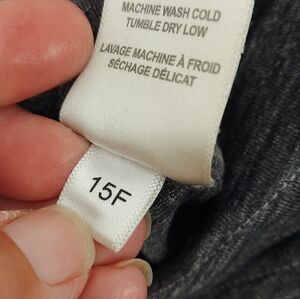 MACHINE WASH COLD
TUMBLE DRY LOW
LAVAGE MACHINE À FROID
SÉCHAGE DÉLICAT
15F